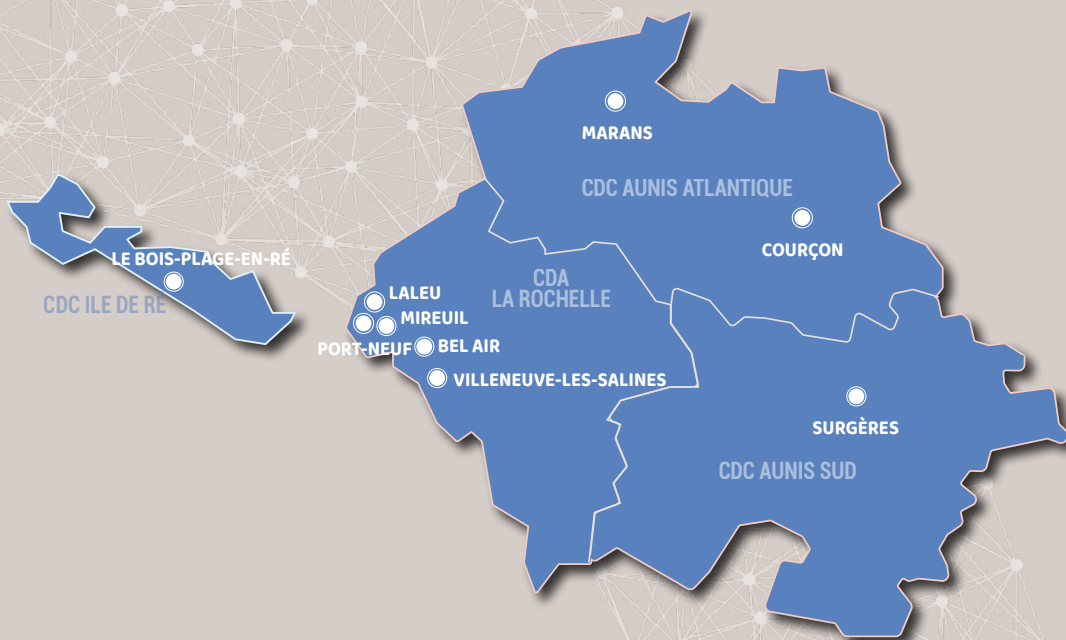 MARANS
CDC AUNIS ATLANTIQUE
COURÇON
LE BOIS-PLAGE-EN-RÉ
CDC ILE DE RÉ
CDA
LA ROCHELLE
LALEU
MIREUIL
PORT-NEUF
BEL AIR
VILLENEUVE-LES-SALINES
SURGÈRES
CDC AUNIS SUD